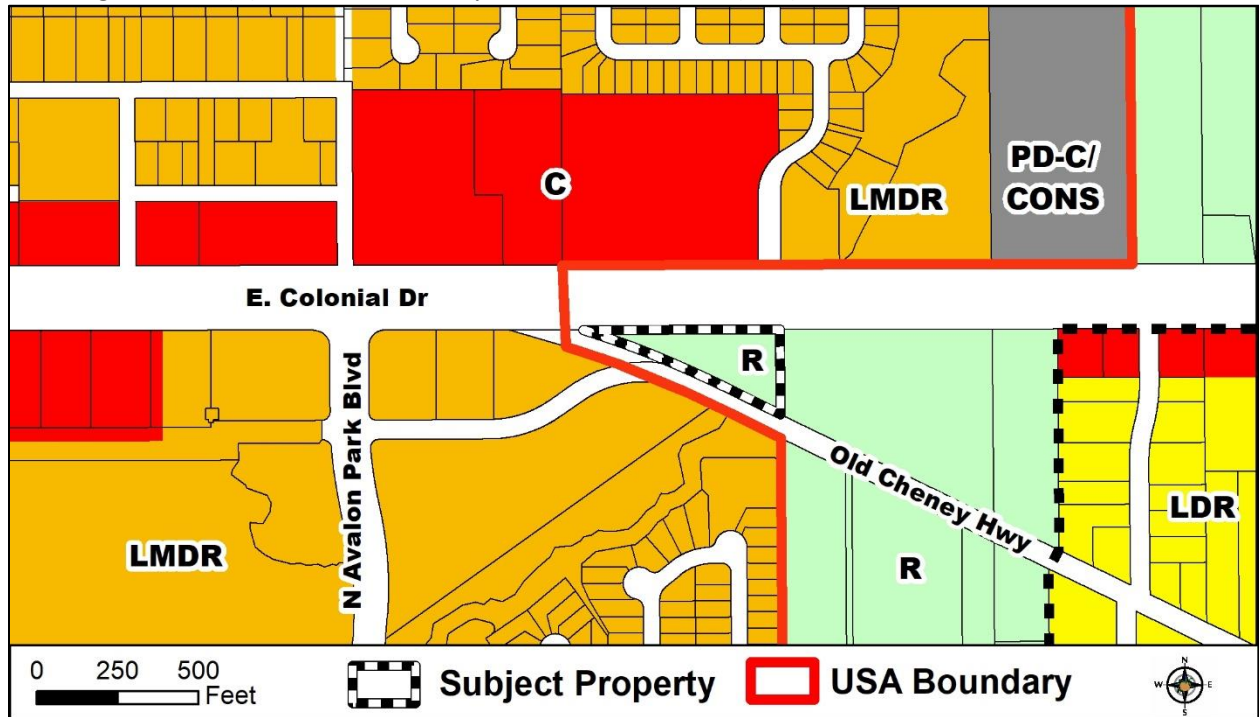 C
LMDR
PD-C/
CONS
E. Colonial Dr
R
N Avalon Park Blvd
Old Cheney Hwy
LDR
LMDR
R
0 250 500
Feet
Subject Property
USA Boundary
N
W E
S